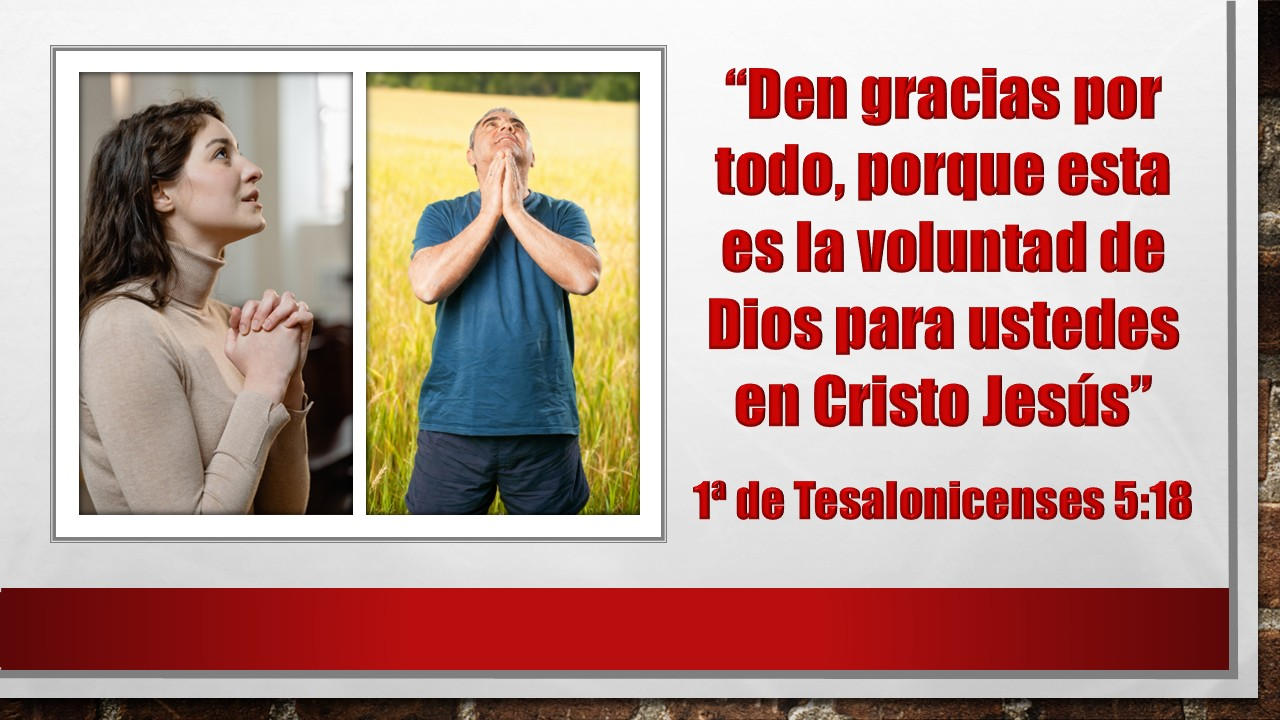 “Den gracias por
todo, porque esta
es la voluntad de
Dios para ustedes
en Cristo Jesús”
1ª de Tesalonicenses 5:18